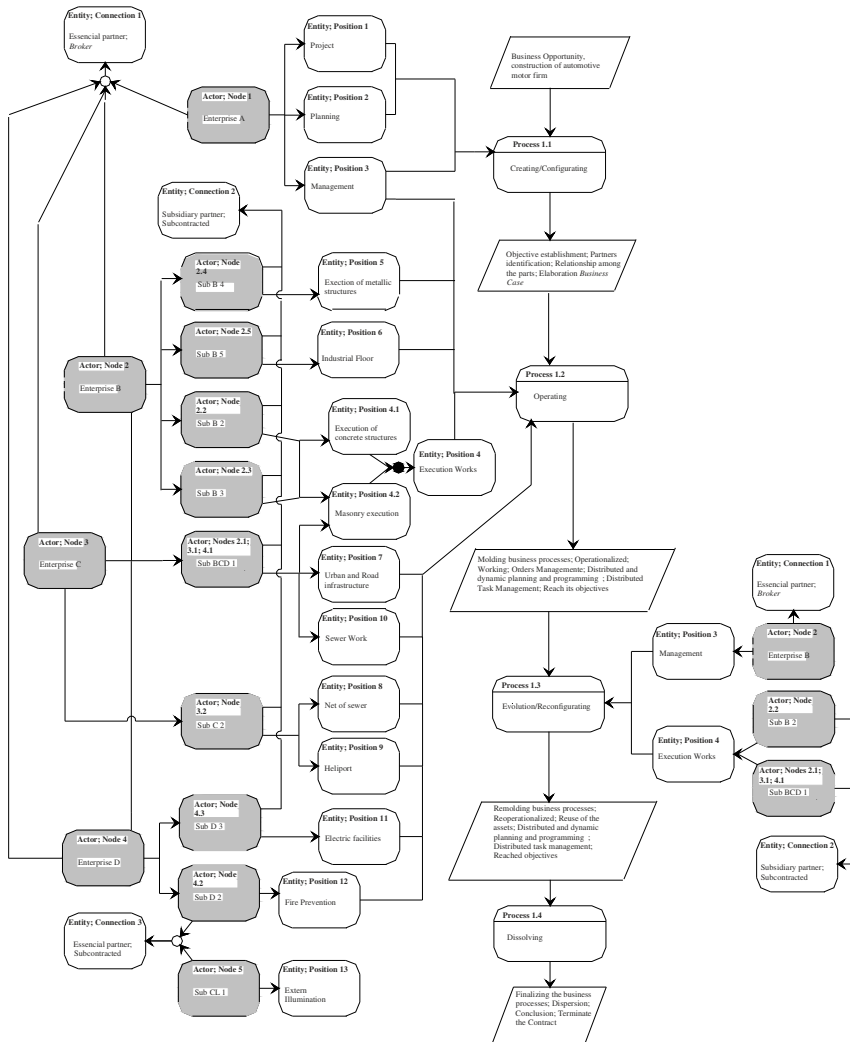 Entity; Connection 1
Essencial partner;
Broker
Actor; Node 1
Enterprise A
Entity; Position 1
Project
Entity; Position 2
Planning
Entity; Position 3
Management
Business Opportunity,
construction of automotive
motor firm
Process 1.1
Creating/Configurating
Objective establishment; Partners
identification; Relationship among
the parts; Elaboration Business
Case
Entity; Connection 2
Subsidiary partner;
Subcontracted
Actor; Node
2.4
Sub B 4
Entity; Position 5
Exection of metallic
structures
Actor; Node 2.5
Sub B 5
Entity; Position 6
Industrial Floor
Actor; Node 2
Enterprise B
Actor; Node
2.2
Sub B 2
Entity; Position 4.1
Execution of
concrete structures
Process 1.2
Operating
Entity; Position 4
Execution Works
Actor; Node 2.3
Sub B 3
Entity; Position 4.2
Masonry execution
Actor; Node 3
Enterprise C
Actor; Nodes 2.1;
3.1; 4.1
Sub BCD 1
Entity; Position 7
Urban and Road
infrastructure
Entity; Position 10
Sewer Work
Molding business processes; Operationalized;
Working; Orders Managemente; Distributed and
dynamic planning and programming ; Distributed
Task Management; Reach its objectives
Entity; Connection 1
Essencial partner;
Broker
Entity; Position 3
Management
Actor; Node 2
Enterprise B
Process 1.3
Evolution/Reconfigurating
Actor; Node
3.2
Sub C 2
Entity; Position 8
Net of sewer
Entity; Position 9
Heliport
Actor; Node
2.2
Sub B 2
Entity; Position 4
Execution Works
Actor; Nodes 2.1;
3.1; 4.1
Sub BCD 1
Actor; Node
4.3
Sub D 3
Entity; Position 11
Electric facilities
Remolding business processes;
Reoperationalized; Reuse of the
assets; Distributed and dynamic
planning and programming ;
Distributed task management;
Reached objectives
Entity; Connection 2
Subsidiary partner;
Subcontracted
Actor; Node 4
Enterprise D
Actor; Node
4.2
Sub D 2
Entity; Position 12
Fire Prevention
Process 1.4
Dissolving
Entity; Connection 3
Essencial partner;
Subcontracted
Actor; Node 5
Sub CL 1
Entity; Position 13
Extern
Illumination
Finalizing the business
processes; Dispersion;
Conclusion; Terminate
the Contract